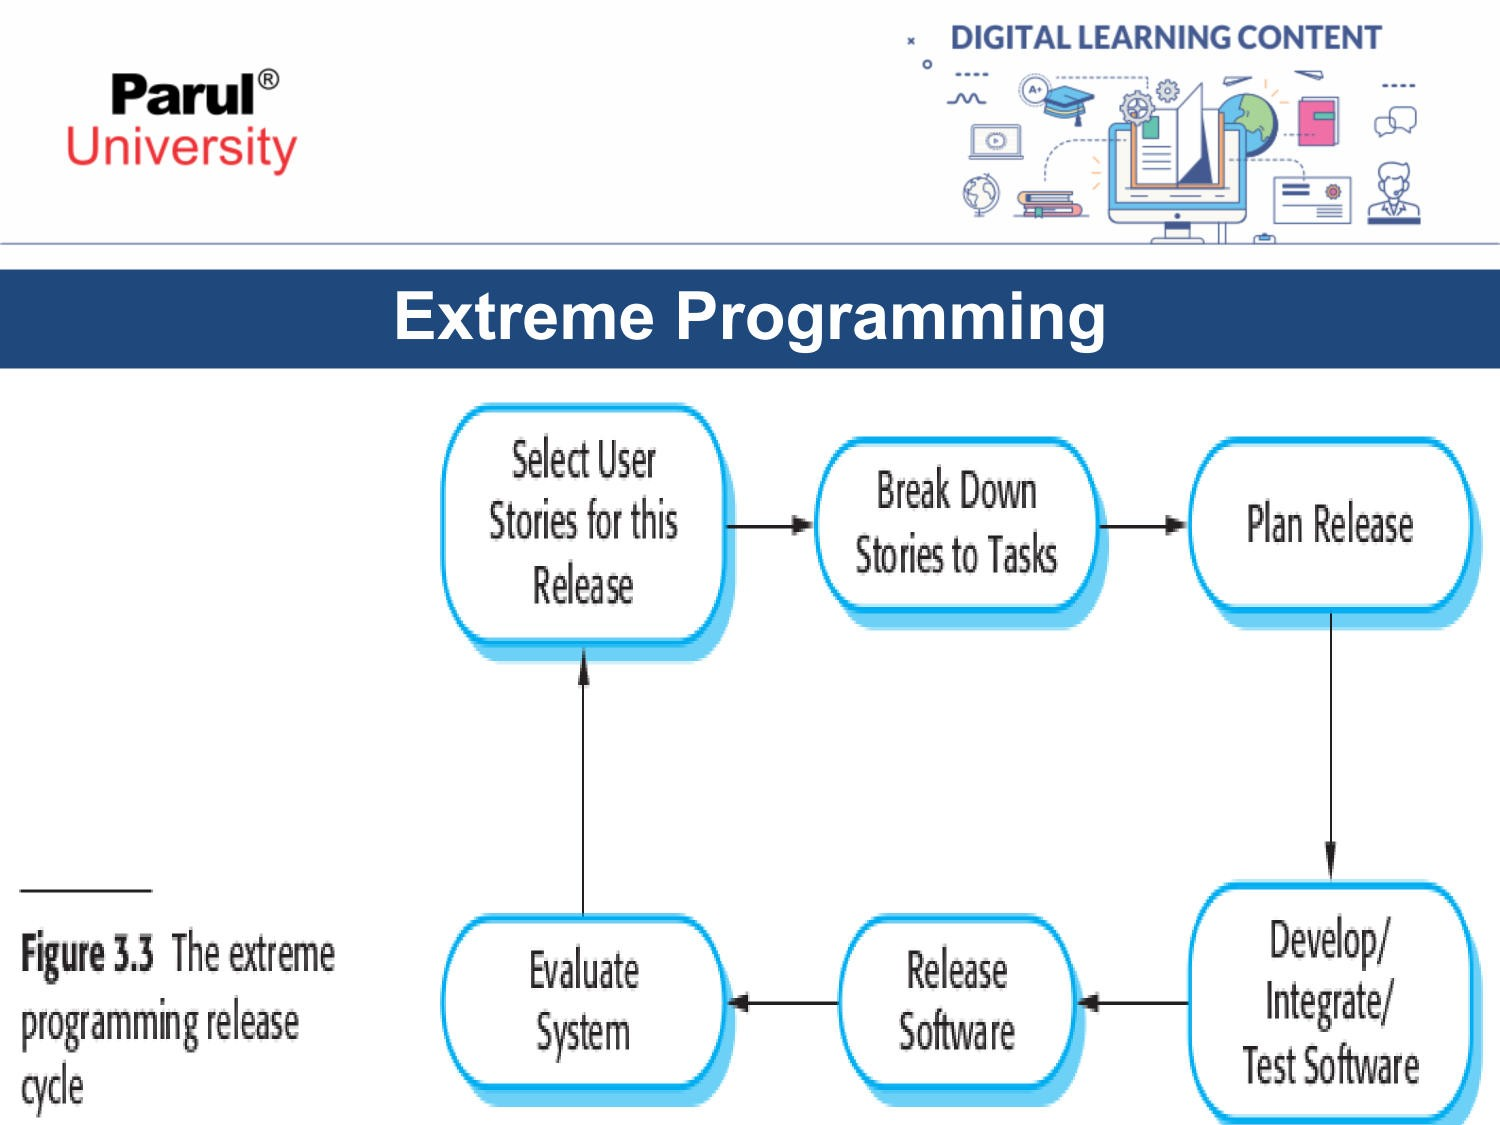 Parul®
University
DIGITAL LEARNING CONTENT
A+
Extreme Programming
Select User
Stories for this
Release
Break Down
Stories to Tasks
Plan Release
Develop/
Integrate/
Test Software
Release
Software
Evaluate
System
Figure 3.3 The extreme
programming release
cycle